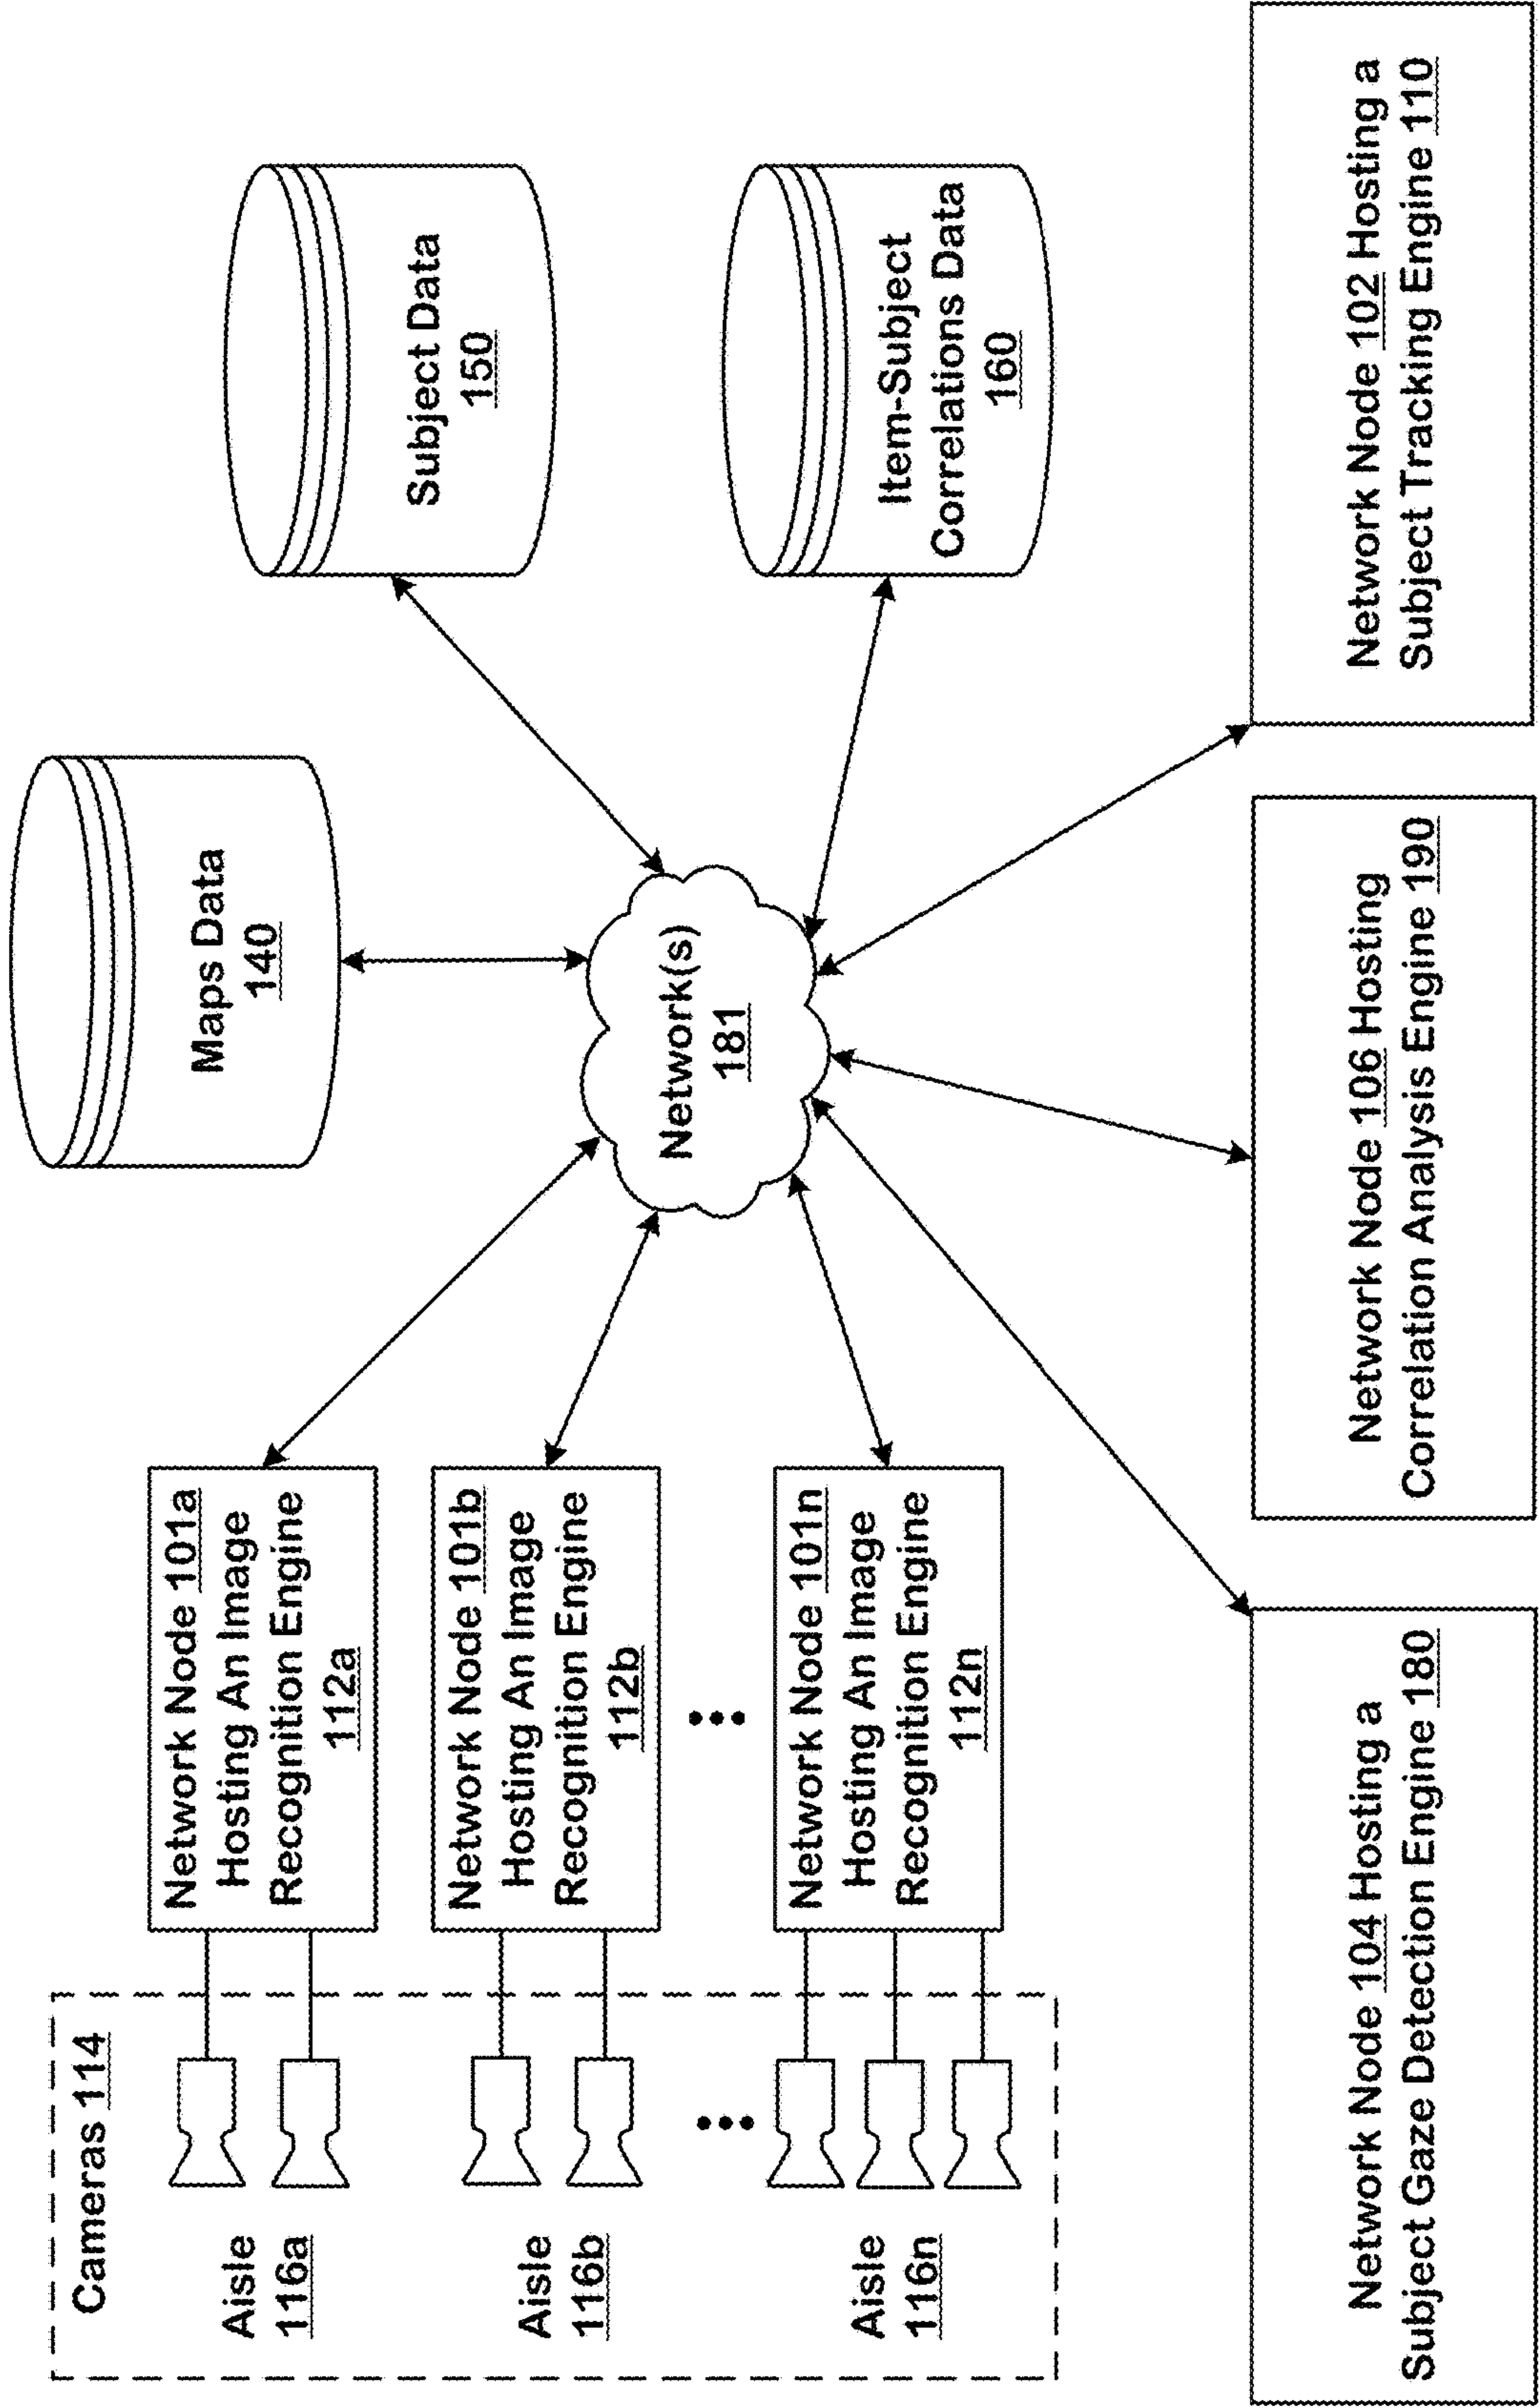 Cameras 114
Aisle
116a
Aisle
116b
Aisle
116n
Network Node 101a
Hosting An Image
Recognition Engine
112a
Network Node 101b
Hosting An Image
Recognition Engine
112b
Network Node 101n
Hosting An Image
Recognition Engine
112n
Maps Data
140
Network(s)
181
Subject Data
150
Item-Subject
Correlations Data
160
Network Node 104 Hosting a
Subject Gaze Detection Engine 180
Network Node 106 Hosting
Correlation Analysis Engine 190
Network Node 102 Hosting a
Subject Tracking Engine 110